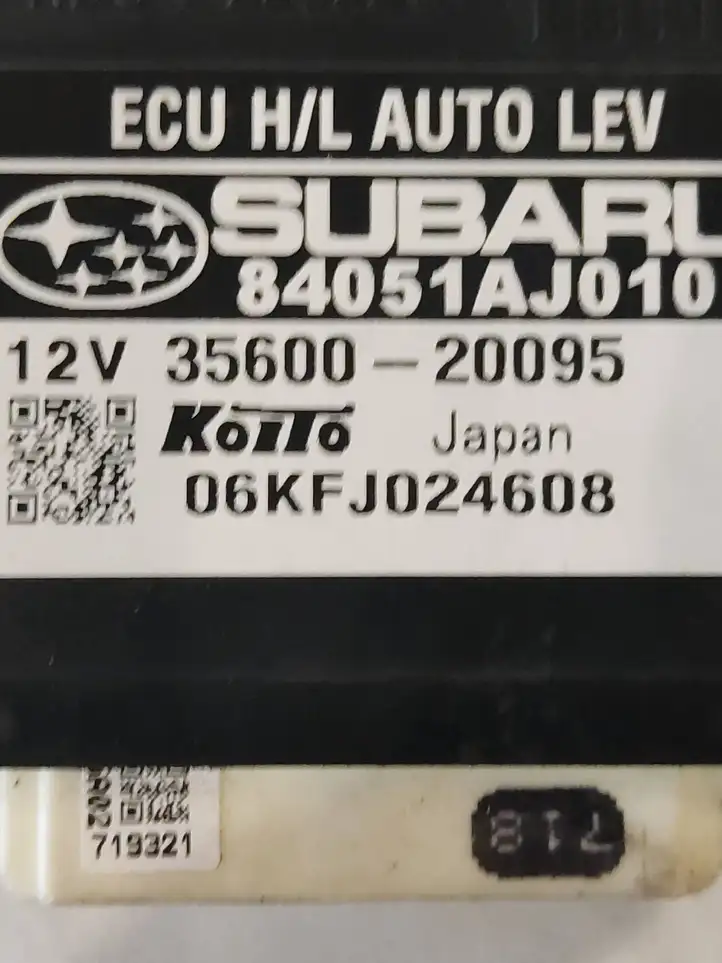 ECU H/L AUTO LEV
SUBARU
84051AJ010
12V 35600-20095
KOITO Japan
06KFJ024608
719321
718